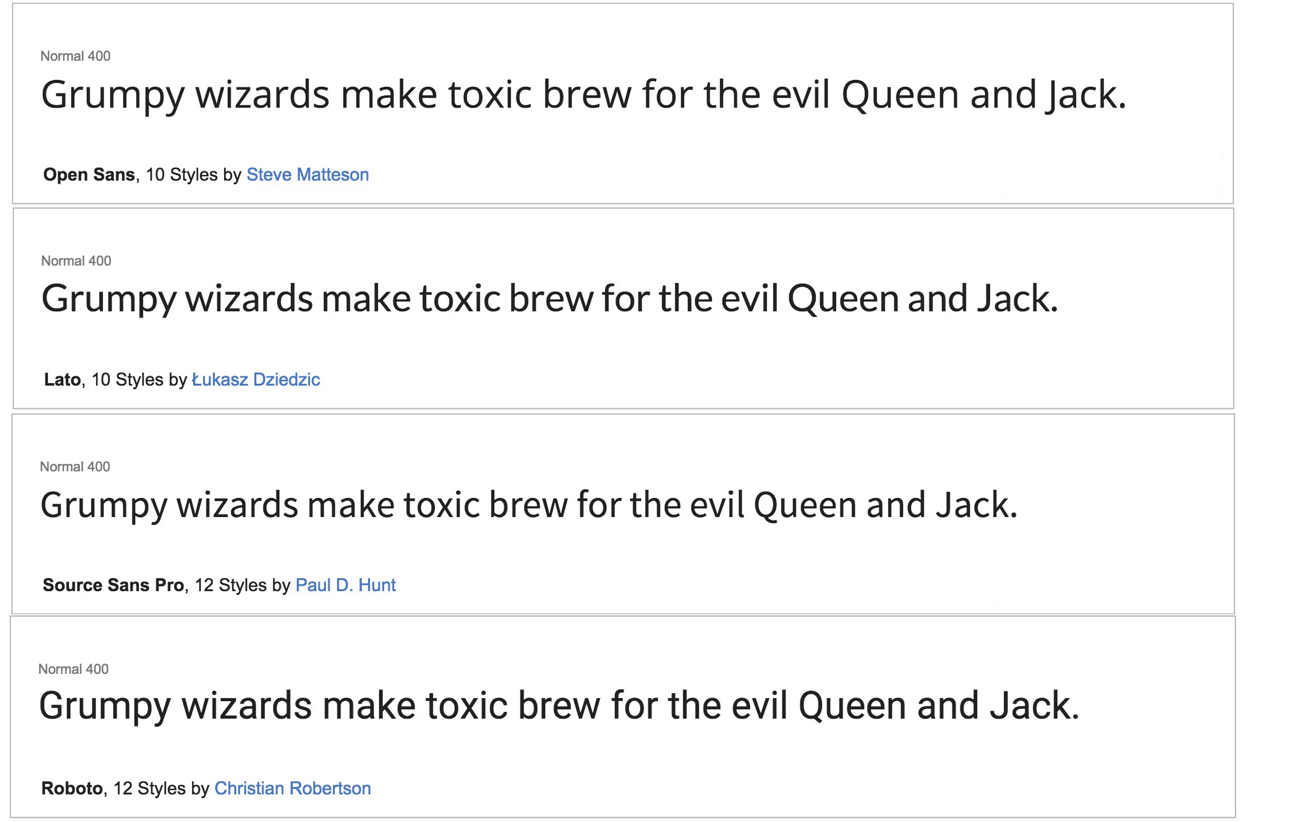 Normal 400
Grumpy wizards make toxic brew for the evil Queen and Jack.
Open Sans, 10 Styles by Steve Matteson
Normal 400
Grumpy wizards make toxic brew for the evil Queen and Jack.
Lato, 10 Styles by Łukasz Dziedzic
Normal 400
Grumpy wizards make toxic brew for the evil Queen and Jack.
Source Sans Pro, 12 Styles by Paul D. Hunt
Normal 400
Grumpy wizards make toxic brew for the evil Queen and Jack.
Roboto, 12 Styles by Christian Robertson